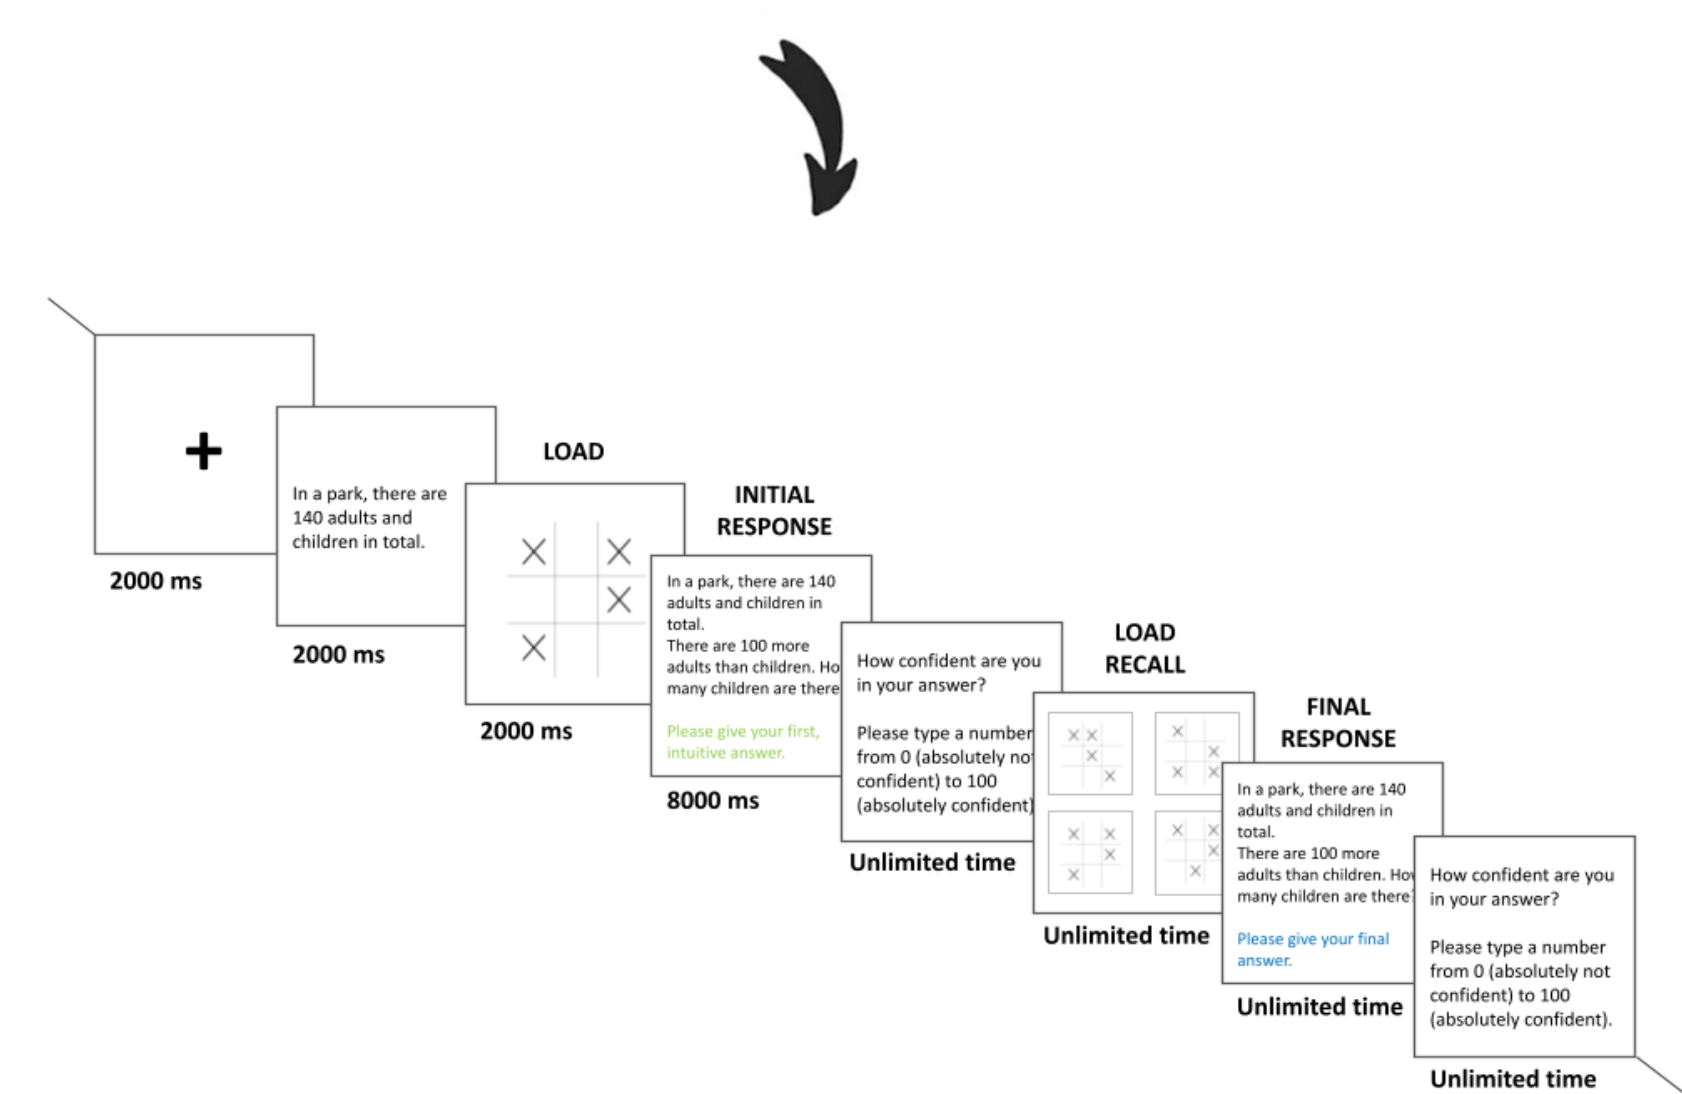 In a park, there are
140 adults and
children in total.
2000 ms
2000 ms
LOAD
2000 ms
INITIAL
RESPONSE
In a park, there are 140
adults and children in
total.
There are 100 more
adults than children. Ho
many children are there
Please give your first,
intuitive answer.
8000 ms
How confident are you
in your answer?
Please type a number
from 0 (absolutely no
confident) to 100
(absolutely confident)
Unlimited time
LOAD
RECALL
Unlimited time
FINAL
RESPONSE
In a park, there are 140
adults and children in
total.
There are 100 more
adults than children. How
many children are there?
Please give your final
answer.
Unlimited time
How confident are you
in your answer?
Please type a number
from 0 (absolutely not
confident) to 100
(absolutely confident).
Unlimited time